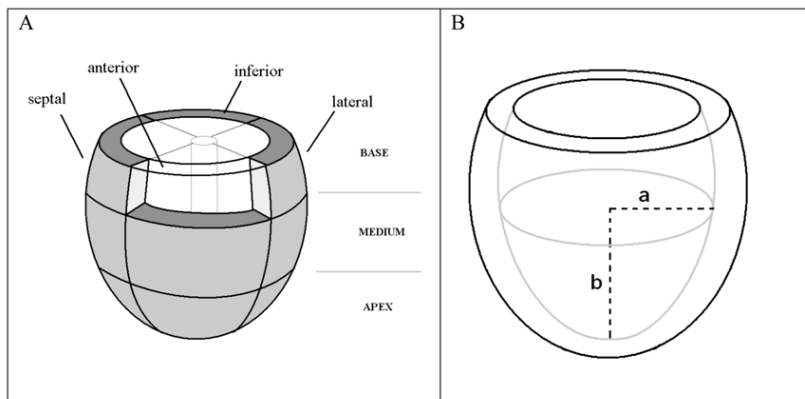 A
anterior
inferior
septal
lateral
BASE
MEDIUM
APEX
B
a
b